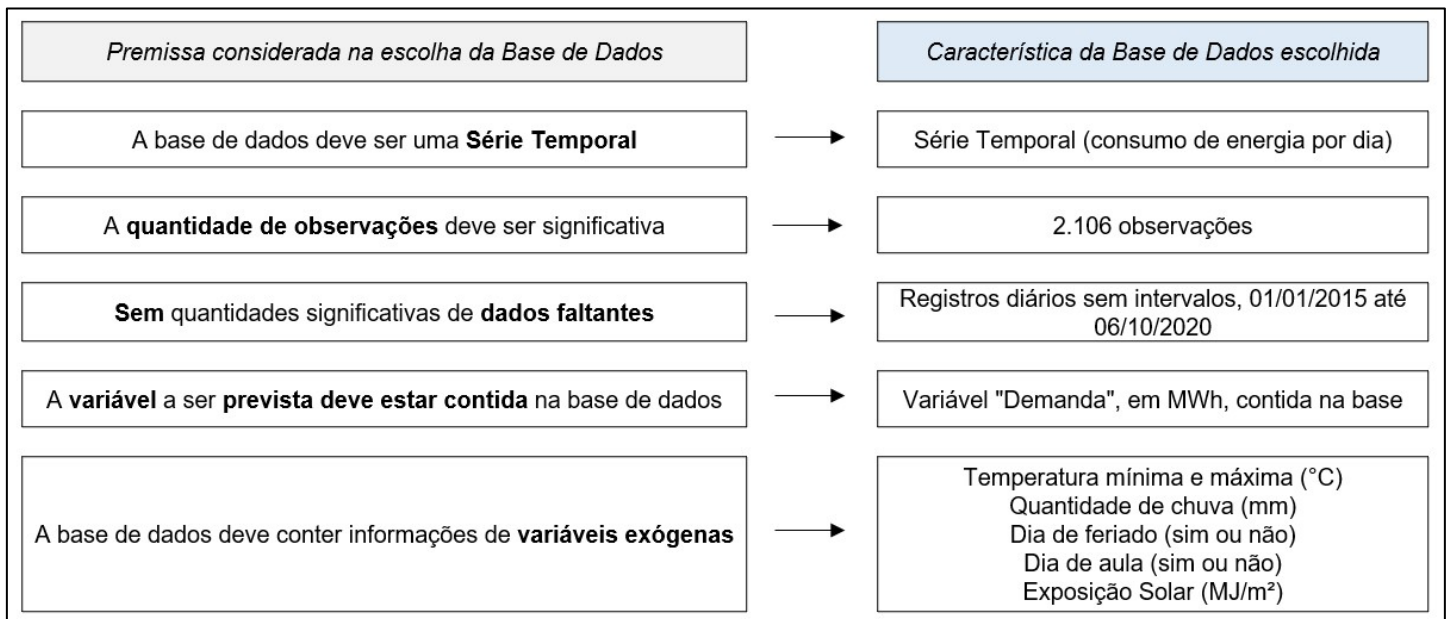 Premissa considerada na escolha da Base de Dados
Característica da Base de Dados escolhida
A base de dados deve ser uma Série Temporal
Série Temporal (consumo de energia por dia)
A quantidade de observações deve ser significativa
2.106 observações
Sem quantidades significativas de dados faltantes
Registros diários sem intervalos, 01/01/2015 até
06/10/2020
A variável a ser prevista deve estar contida na base de dados
Variável "Demanda", em MWh, contida na base
A base de dados deve conter informações de variáveis exógenas
Temperatura mínima e máxima (°C)
Quantidade de chuva (mm)
Dia de feriado (sim ou não)
Dia de aula (sim ou não)
Exposição Solar (MJ/m²)